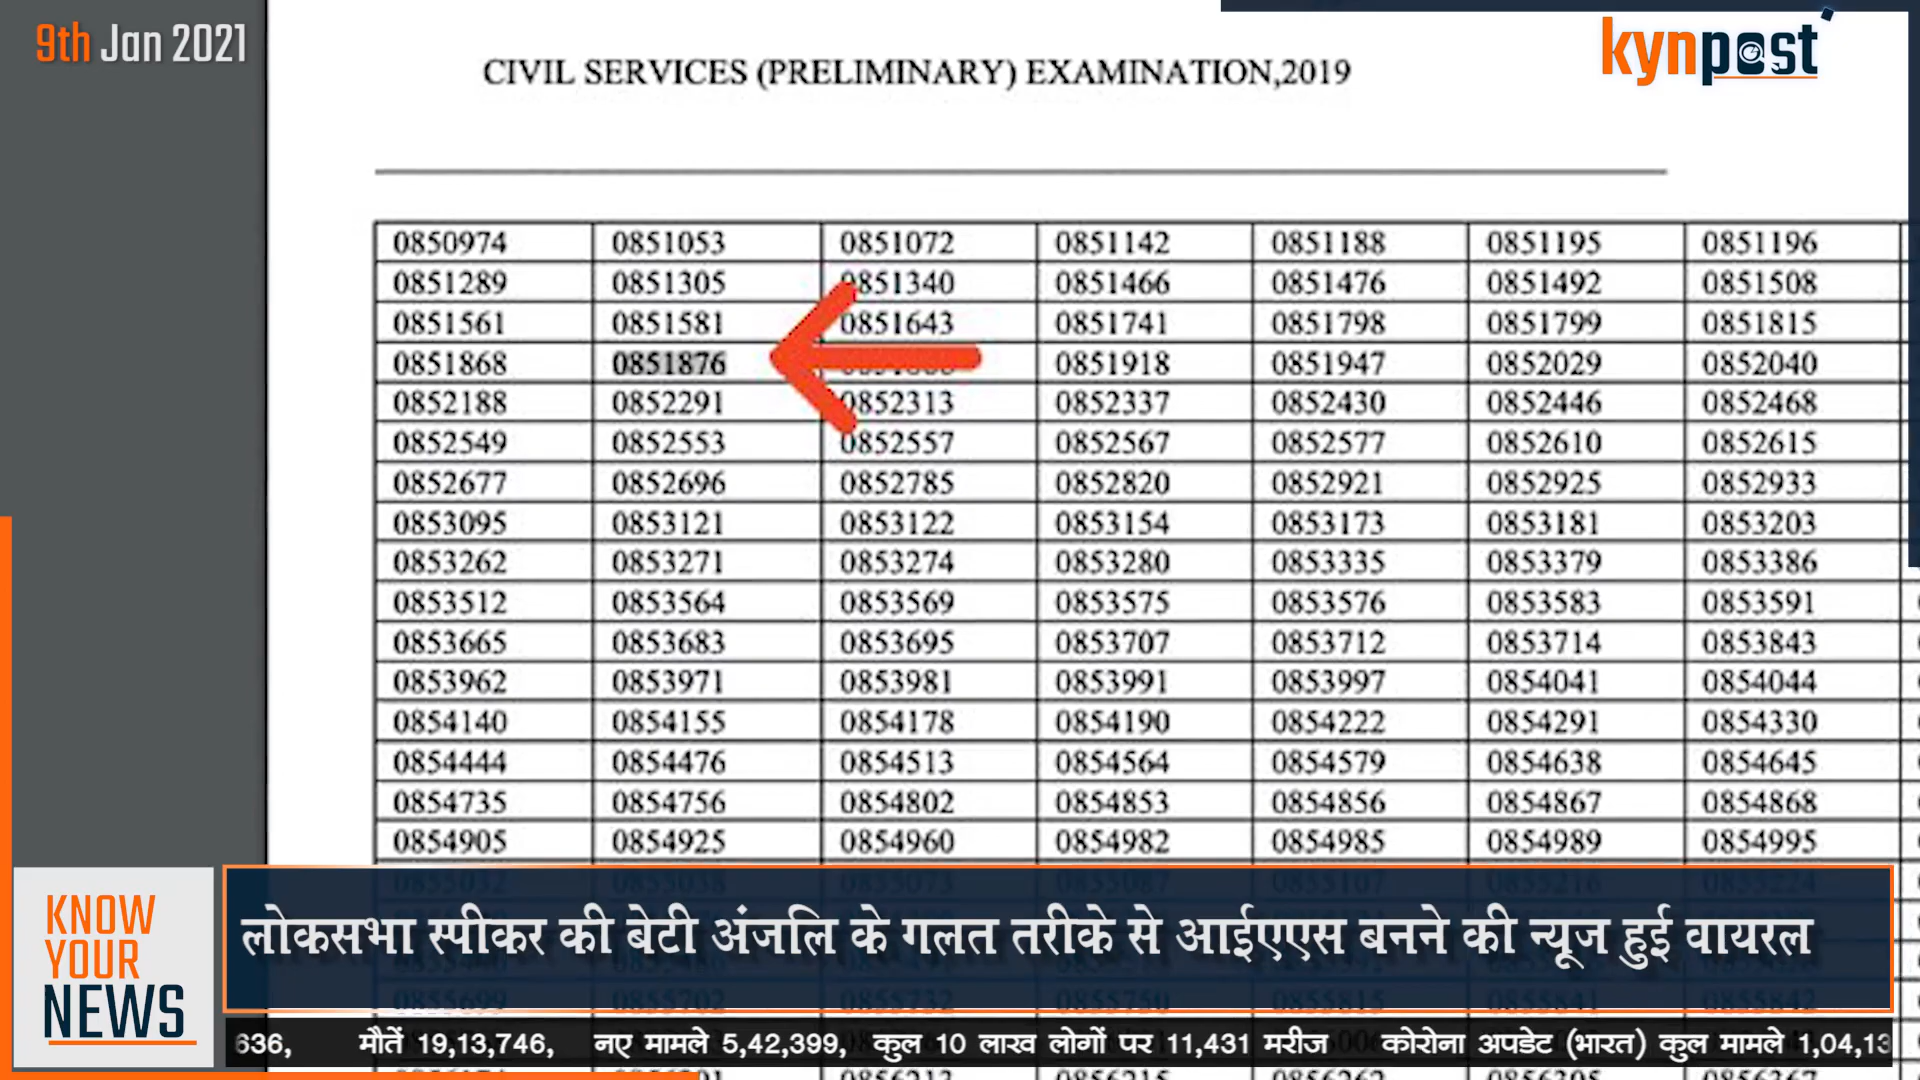 9th Jan 2021
kynpost
CIVIL SERVICES (PRELIMINARY) EXAMINATION,2019
0850974 0851053 0851072 0851142 0851188 0851195 0851196
0851289 0851305 0851340 0851466 0851476 0851492 0851508
0851561 0851581 0851643 0851741 0851798 0851799 0851815
0851868 0851876 0851918 0851947 0852029 0852040
0852188 0852291 0852313 0852337 0852430 0852446 0852468
0852549 0852553 0852557 0852567 0852577 0852610 0852615
0852677 0852696 0852785 0852820 0852921 0852925 0852933
0853095 0853121 0853122 0853154 0853173 0853181 0853203
0853262 0853271 0853274 0853280 0853335 0853379 0853386
0853512 0853564 0853569 0853575 0853576 0853583 0853591
0853665 0853683 0853695 0853707 0853712 0853714 0853843
0853962 0853971 0853981 0853991 0853997 0854041 0854044
0854140 0854155 0854178 0854190 0854222 0854291 0854330
0854444 0854476 0854513 0854564 0854579 0854638 0854645
0854735 0854756 0854802 0854853 0854856 0854867 0854868
0854905 0854925 0854960 0854982 0854985 0854989 0854995
KNOW
YOUR
NEWS
लोकसभा स्पीकर की बेटी अंजलि के गलत तरीके से आईएएस बनने की न्यूज हुई वायरल
636, मौतें 19,13,746, नए मामले 5,42,399, कुल 10 लाख लोगों पर 11,431 मरीज कोरोना अपडेट (भारत) कुल मामले 1,04,13